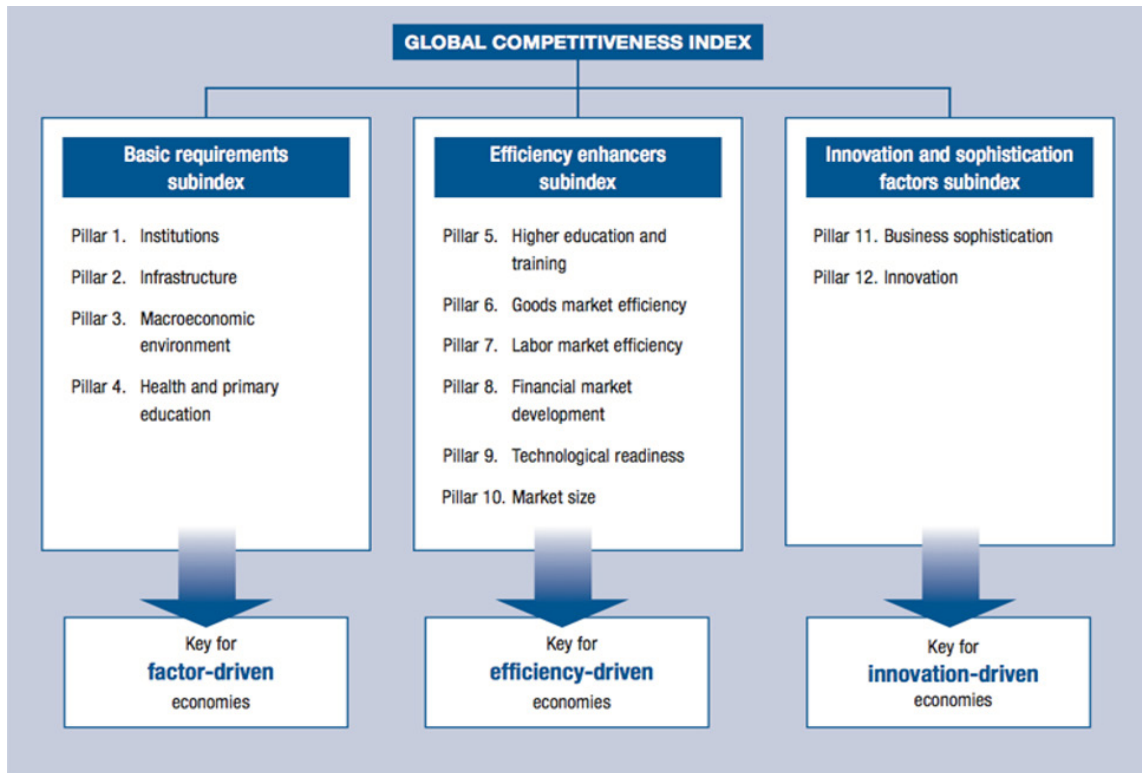 GLOBAL COMPETITIVENESS INDEX
Basic requirements
subindex
Pillar 1. Institutions
Pillar 2. Infrastructure
Pillar 3. Macroeconomic
environment
Pillar 4. Health and primary
education
Key for
factor-driven
economies
Efficiency enhancers
subindex
Pillar 5. Higher education and
training
Pillar 6. Goods market efficiency
Pillar 7. Labor market efficiency
Pillar 8. Financial market
development
Pillar 9. Technological readiness
Pillar 10. Market size
Key for
efficiency-driven
economies
Innovation and sophistication
factors subindex
Pillar 11. Business sophistication
Pillar 12. Innovation
Key for
innovation-driven
economies